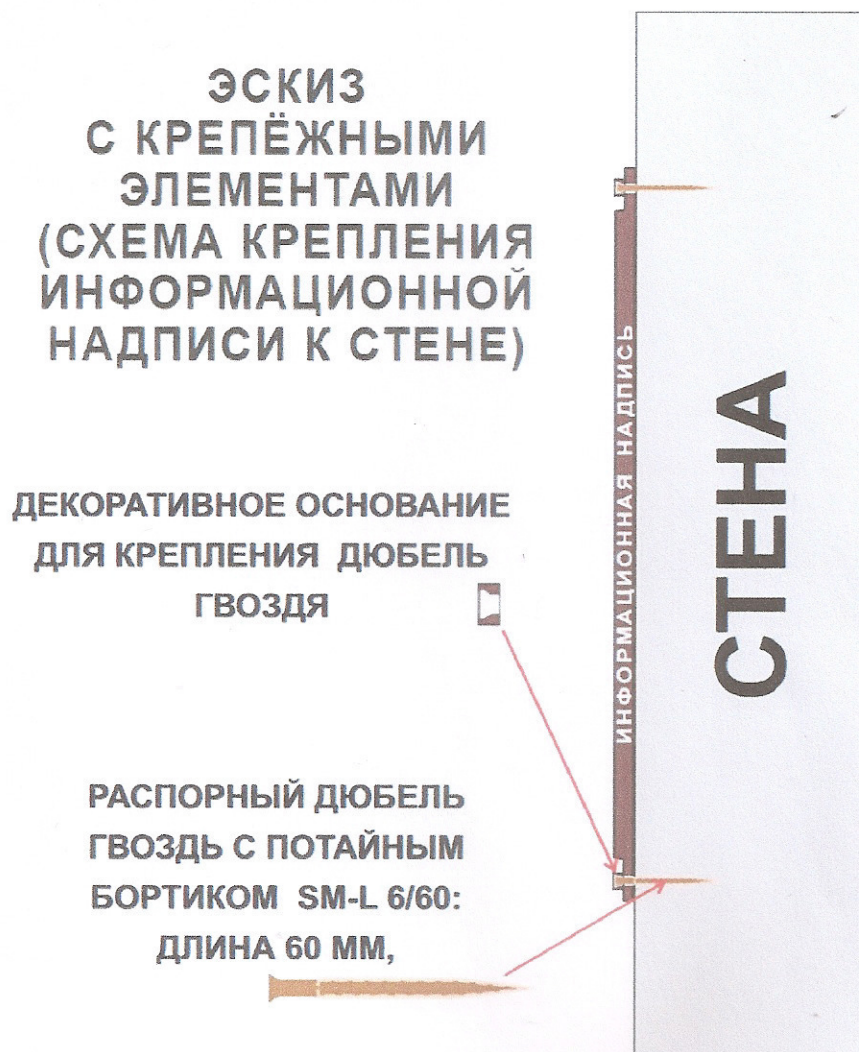 ЭСКИЗ
С КРЕПЁЖНЫМИ
ЭЛЕМЕНТАМИ
(СХЕМА КРЕПЛЕНИЯ
ИНФОРМАЦИОННОЙ
НАДПИСИ К СТЕНЕ)
ДЕКОРАТИВНОЕ ОСНОВАНИЕ
ДЛЯ КРЕПЛЕНИЯ ДЮБЕЛЬ
ГВОЗДЯ
РАСПОРНЫЙ ДЮБЕЛЬ
ГВОЗДЬ С ПОТАЙНЫМ
БОРТИКОМ SM-L 6/60:
ДЛИНА 60 ММ,
ИНФОРМАЦИОННАЯ НАДПИСЬ
СТЕНА